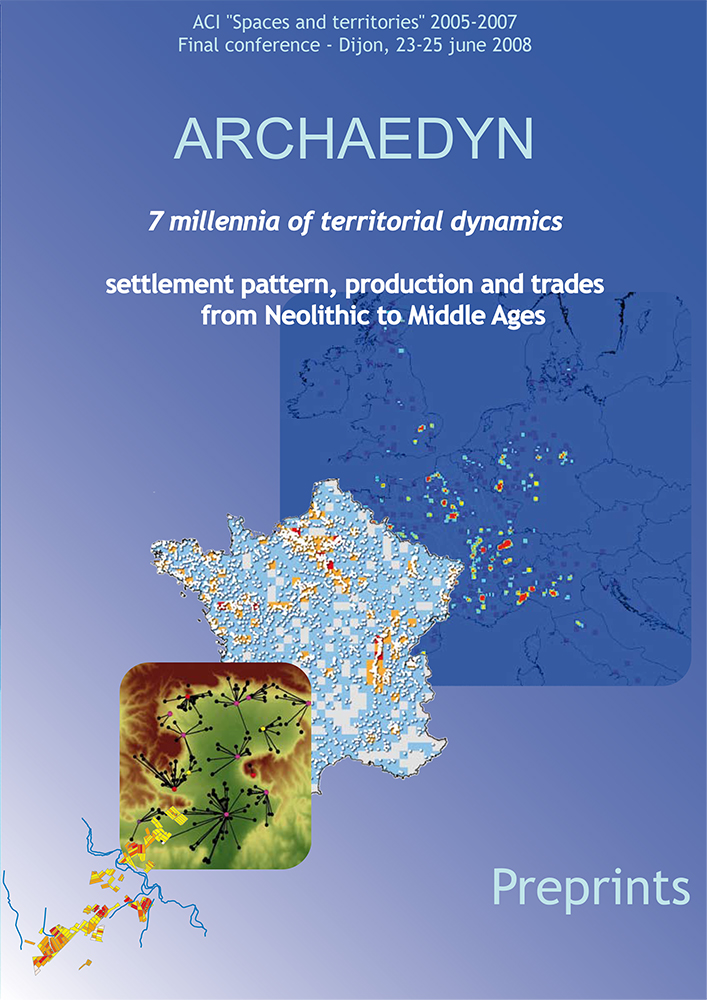 ACI "Spaces and territories" 2005-2007
Final conference - Dijon, 23-25 june 2008
ARCHAEDYN
7 millennia of territorial dynamics
settlement pattern, production and trades
from Neolithic to Middle Ages
Preprints